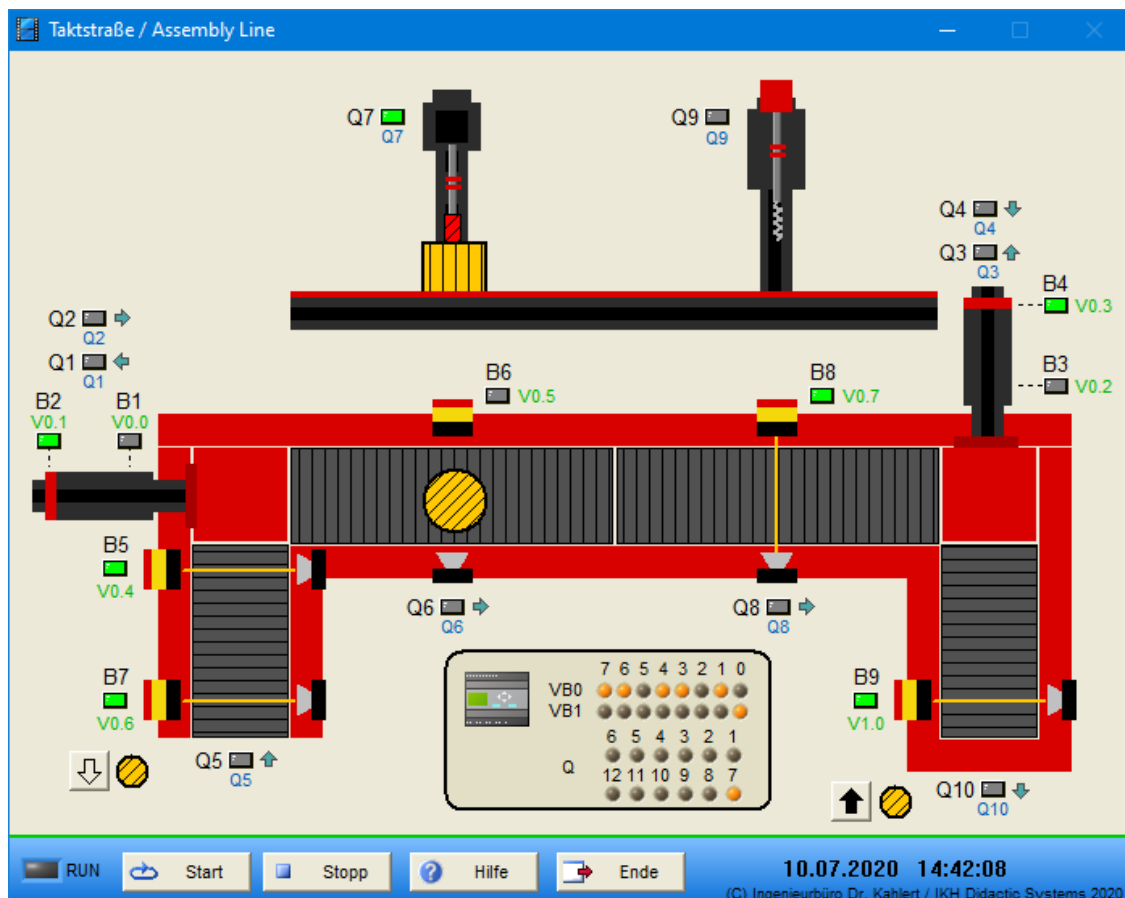 Taktstraße / Assembly Line
Q7
Q7
Q9
Q9
Q4
Q4
Q3
Q3
B4
V0.3
B3
V0.2
Q2
Q2
Q1
Q1
B2
V0.1
B1
V0.0
B6
V0.5
B8
V0.7
B5
V0.4
B7
V0.6
Q5
Q5
Q6
Q6
Q8
Q8
7 6 5 4 3 2 1 0
VB0
VB1
6 5 4 3 2 1
Q
12 11 10 9 8 7
B9
V1.0
Q10
Q10
RUN
Start
Stopp
Hilfe
Ende
10.07.2020 14:42:08
(C) Ingenieurbüro Dr. Kahlert / IKH Didactic Systems 2020